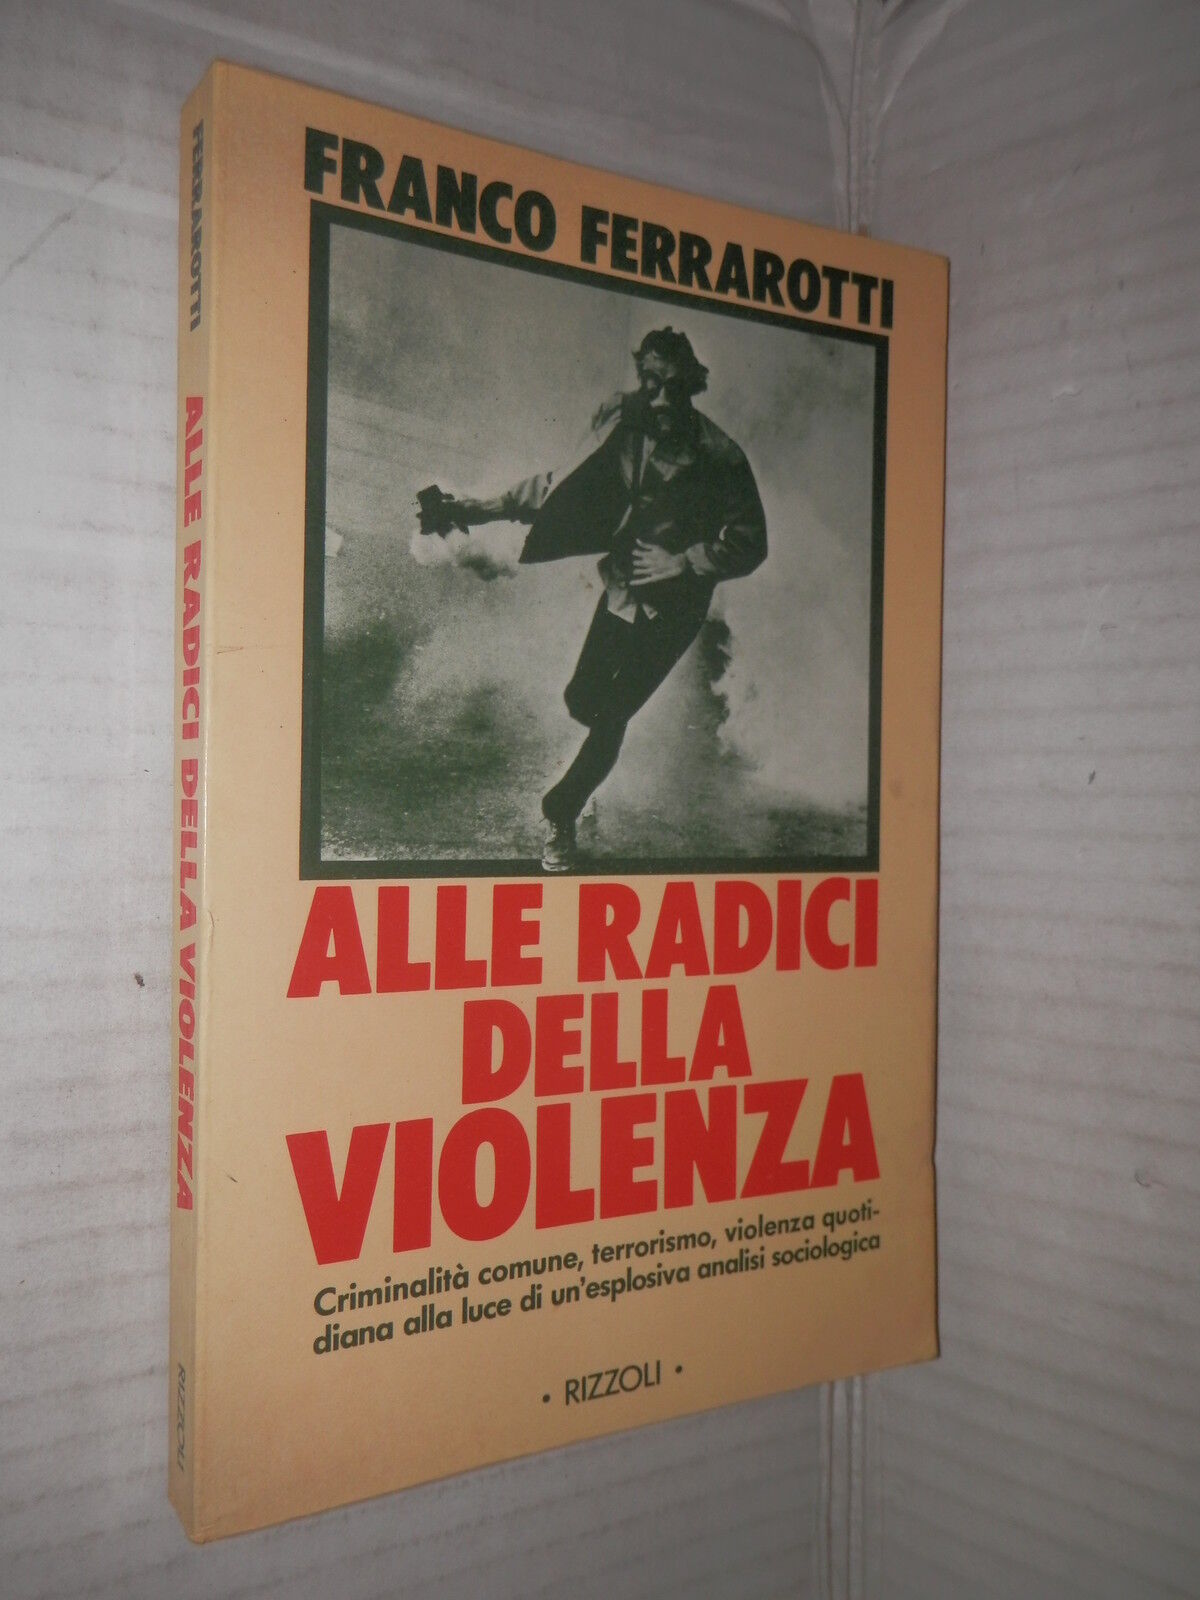 FRANCO FERRAROTTI
ALLE RADICI
DELLA
VIOLENZA
Criminalità comune, terrorismo, violenza quoti-
diana alla luce di un'esplosiva analisi sociologica
• RIZZOLI •
FERRAROTTI ALLE RADICI DELLA VIOLENZA RIZZOLI